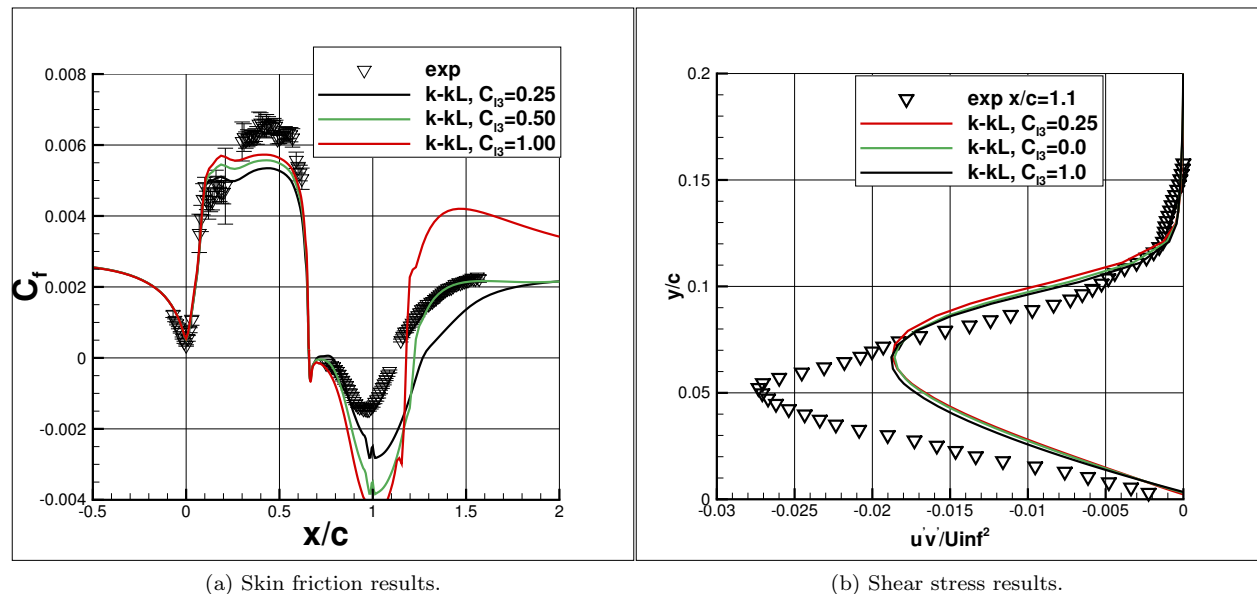 0.008
0.006
0.004
0.002
0
-0.002
-0.004
C_f
-0.5
0
0.5
1
1.5
2
x/c
exp
k-kL, C_l3=0.25
k-kL, C_l3=0.50
k-kL, C_l3=1.00
(a) Skin friction results.
0.2
0.15
0.1
0.05
0
y/c
-0.03
-0.025
-0.02
-0.015
-0.01
-0.005
0
u'v'/Uinf²
exp x/c=1.1
k-kL, C_l3=0.25
k-kL, C_l3=0.0
k-kL, C_l3=1.0
(b) Shear stress results.